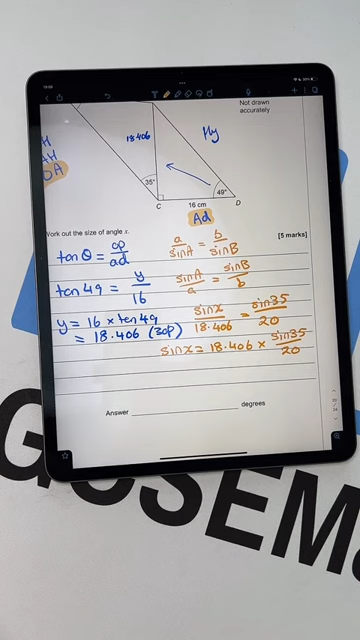 Not drawn
accurately
18.406
Hy
H
AH
OA
35°
49°
C
16 cm
D
Ad
Work out the size of angle x.
[5 marks]
tan θ = op/ad
a/sinA = b/sinB
tan 49 = y/16
sinA/a = sinB/b
y = 16 × tan 49
= 18.406 (3dp)
sinx/18.406 = sin35/20
sinx = 18.406 × sin35/20
Answer
degrees
GCSEM